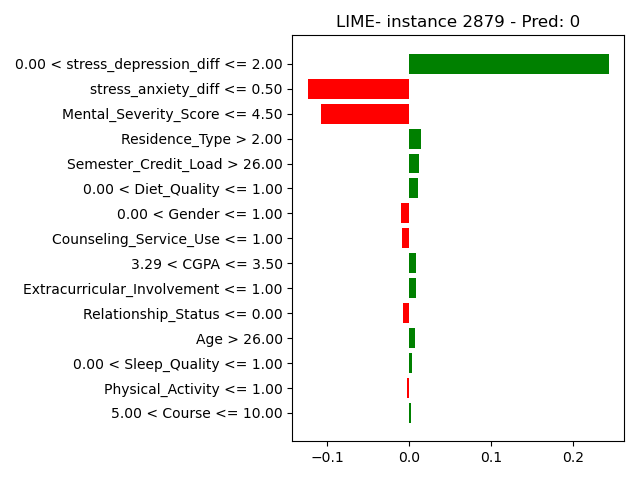 LIME- instance 2879 - Pred: 0
0.00 < stress_depression_diff <= 2.00
stress_anxiety_diff <= 0.50
Mental_Severity_Score <= 4.50
Residence_Type > 2.00
Semester_Credit_Load > 26.00
0.00 < Diet_Quality <= 1.00
0.00 < Gender <= 1.00
Counseling_Service_Use <= 1.00
3.29 < CGPA <= 3.50
Extracurricular_Involvement <= 1.00
Relationship_Status <= 0.00
Age > 26.00
0.00 < Sleep_Quality <= 1.00
Physical_Activity <= 1.00
5.00 < Course <= 10.00
−0.1 0.0 0.1 0.2